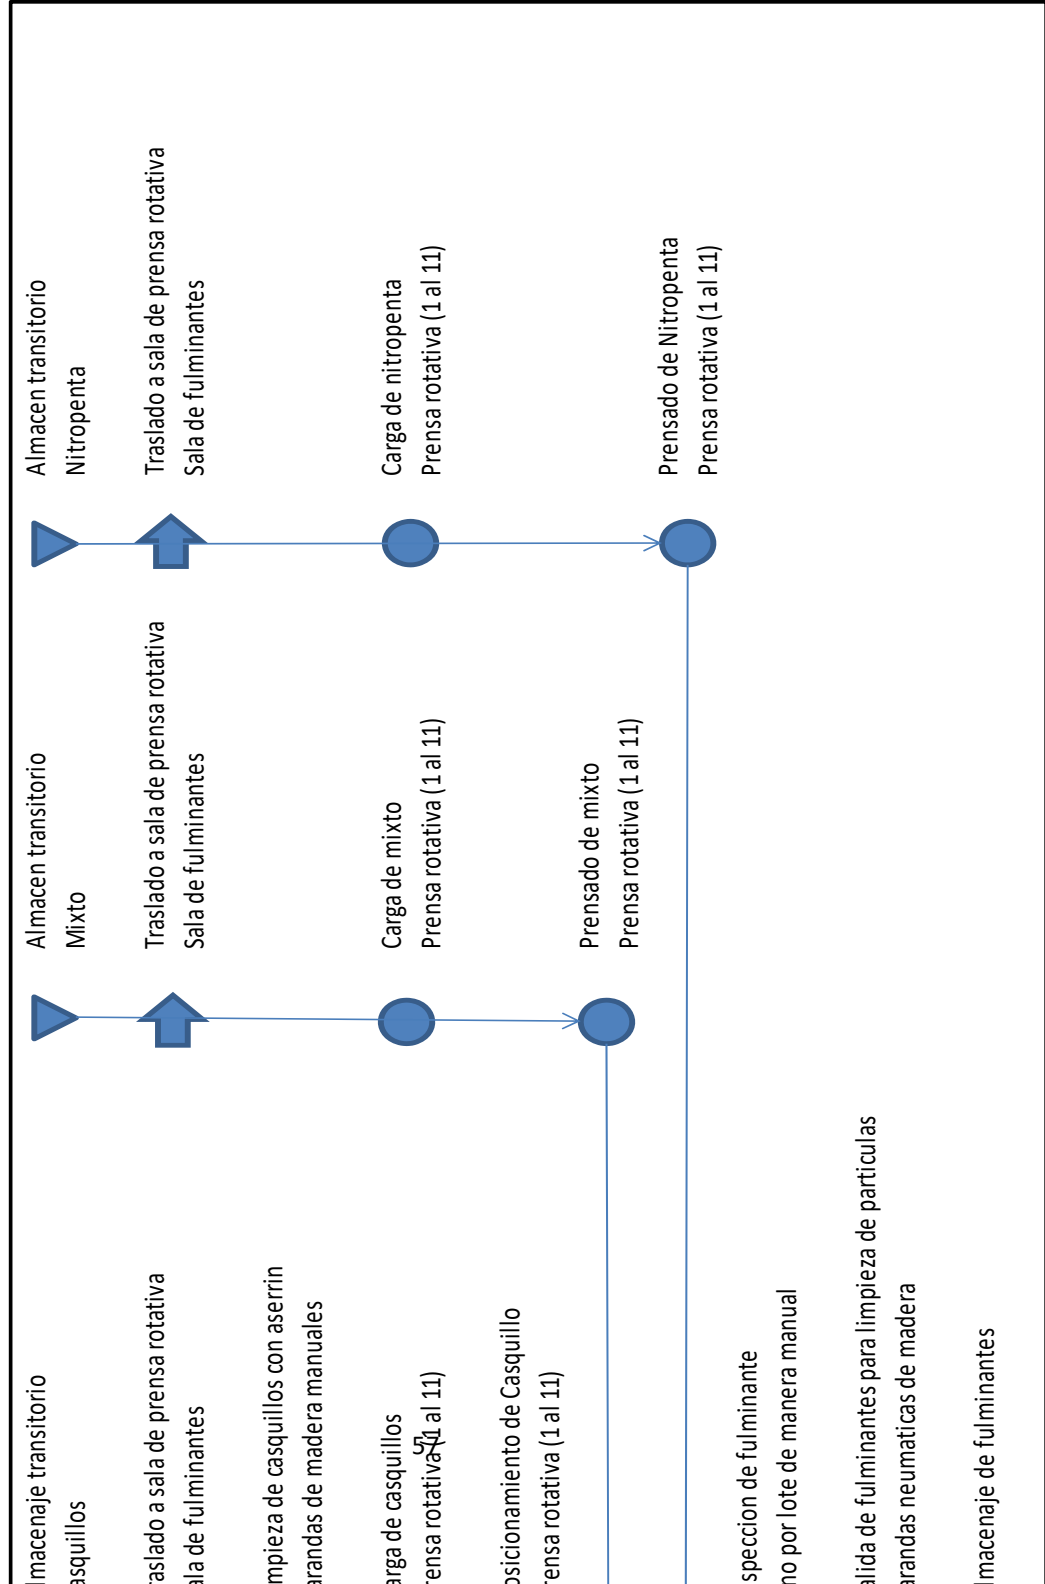 lmacenaje transitorio
asquillos
raslado a sala de prensa rotativa
ala de fulminantes
mpieza de casquillos con aserrin
arandas de madera manuales
arga de casquillos
rensa rotativa (1 al 11)
osicionamiento de Casquillo
rensa rotativa (1 al 11)
speccion de fulminante
no por lote de manera manual
alida de fulminantes para limpieza de particulas
arandas neumaticas de madera
lmacenaje de fulminantes
Almacen transitorio
Mixto
Traslado a sala de prensa rotativa
Sala de fulminantes
Carga de mixto
Prensa rotativa (1 al 11)
Prensado de mixto
Prensa rotativa (1 al 11)
Almacen transitorio
Nitropenta
Traslado a sala de prensa rotativa
Sala de fulminantes
Carga de nitropenta
Prensa rotativa (1 al 11)
Prensado de Nitropenta
Prensa rotativa (1 al 11)
57